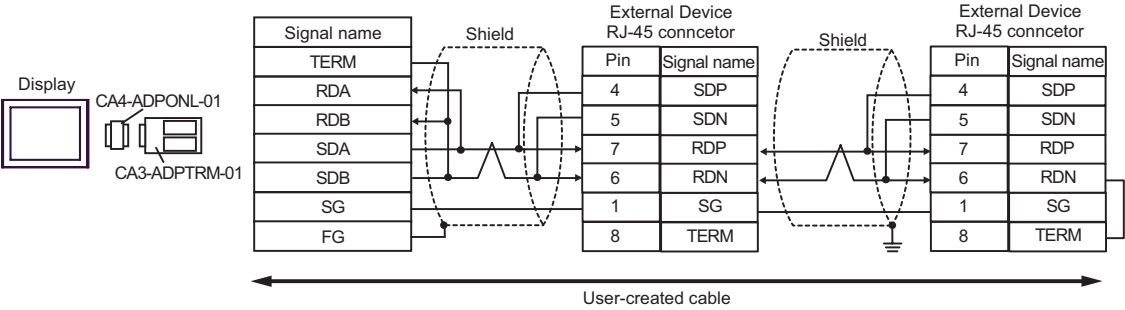 Display
CA4-ADPONL-01
CA3-ADPTRM-01
Signal name
TERM
RDA
RDB
SDA
SDB
SG
FG
Shield
External Device
RJ-45 conncetor
Pin Signal name
4 SDP
5 SDN
7 RDP
6 RDN
1 SG
8 TERM
Shield
External Device
RJ-45 conncetor
Pin Signal name
4 SDP
5 SDN
7 RDP
6 RDN
1 SG
8 TERM
User-created cable